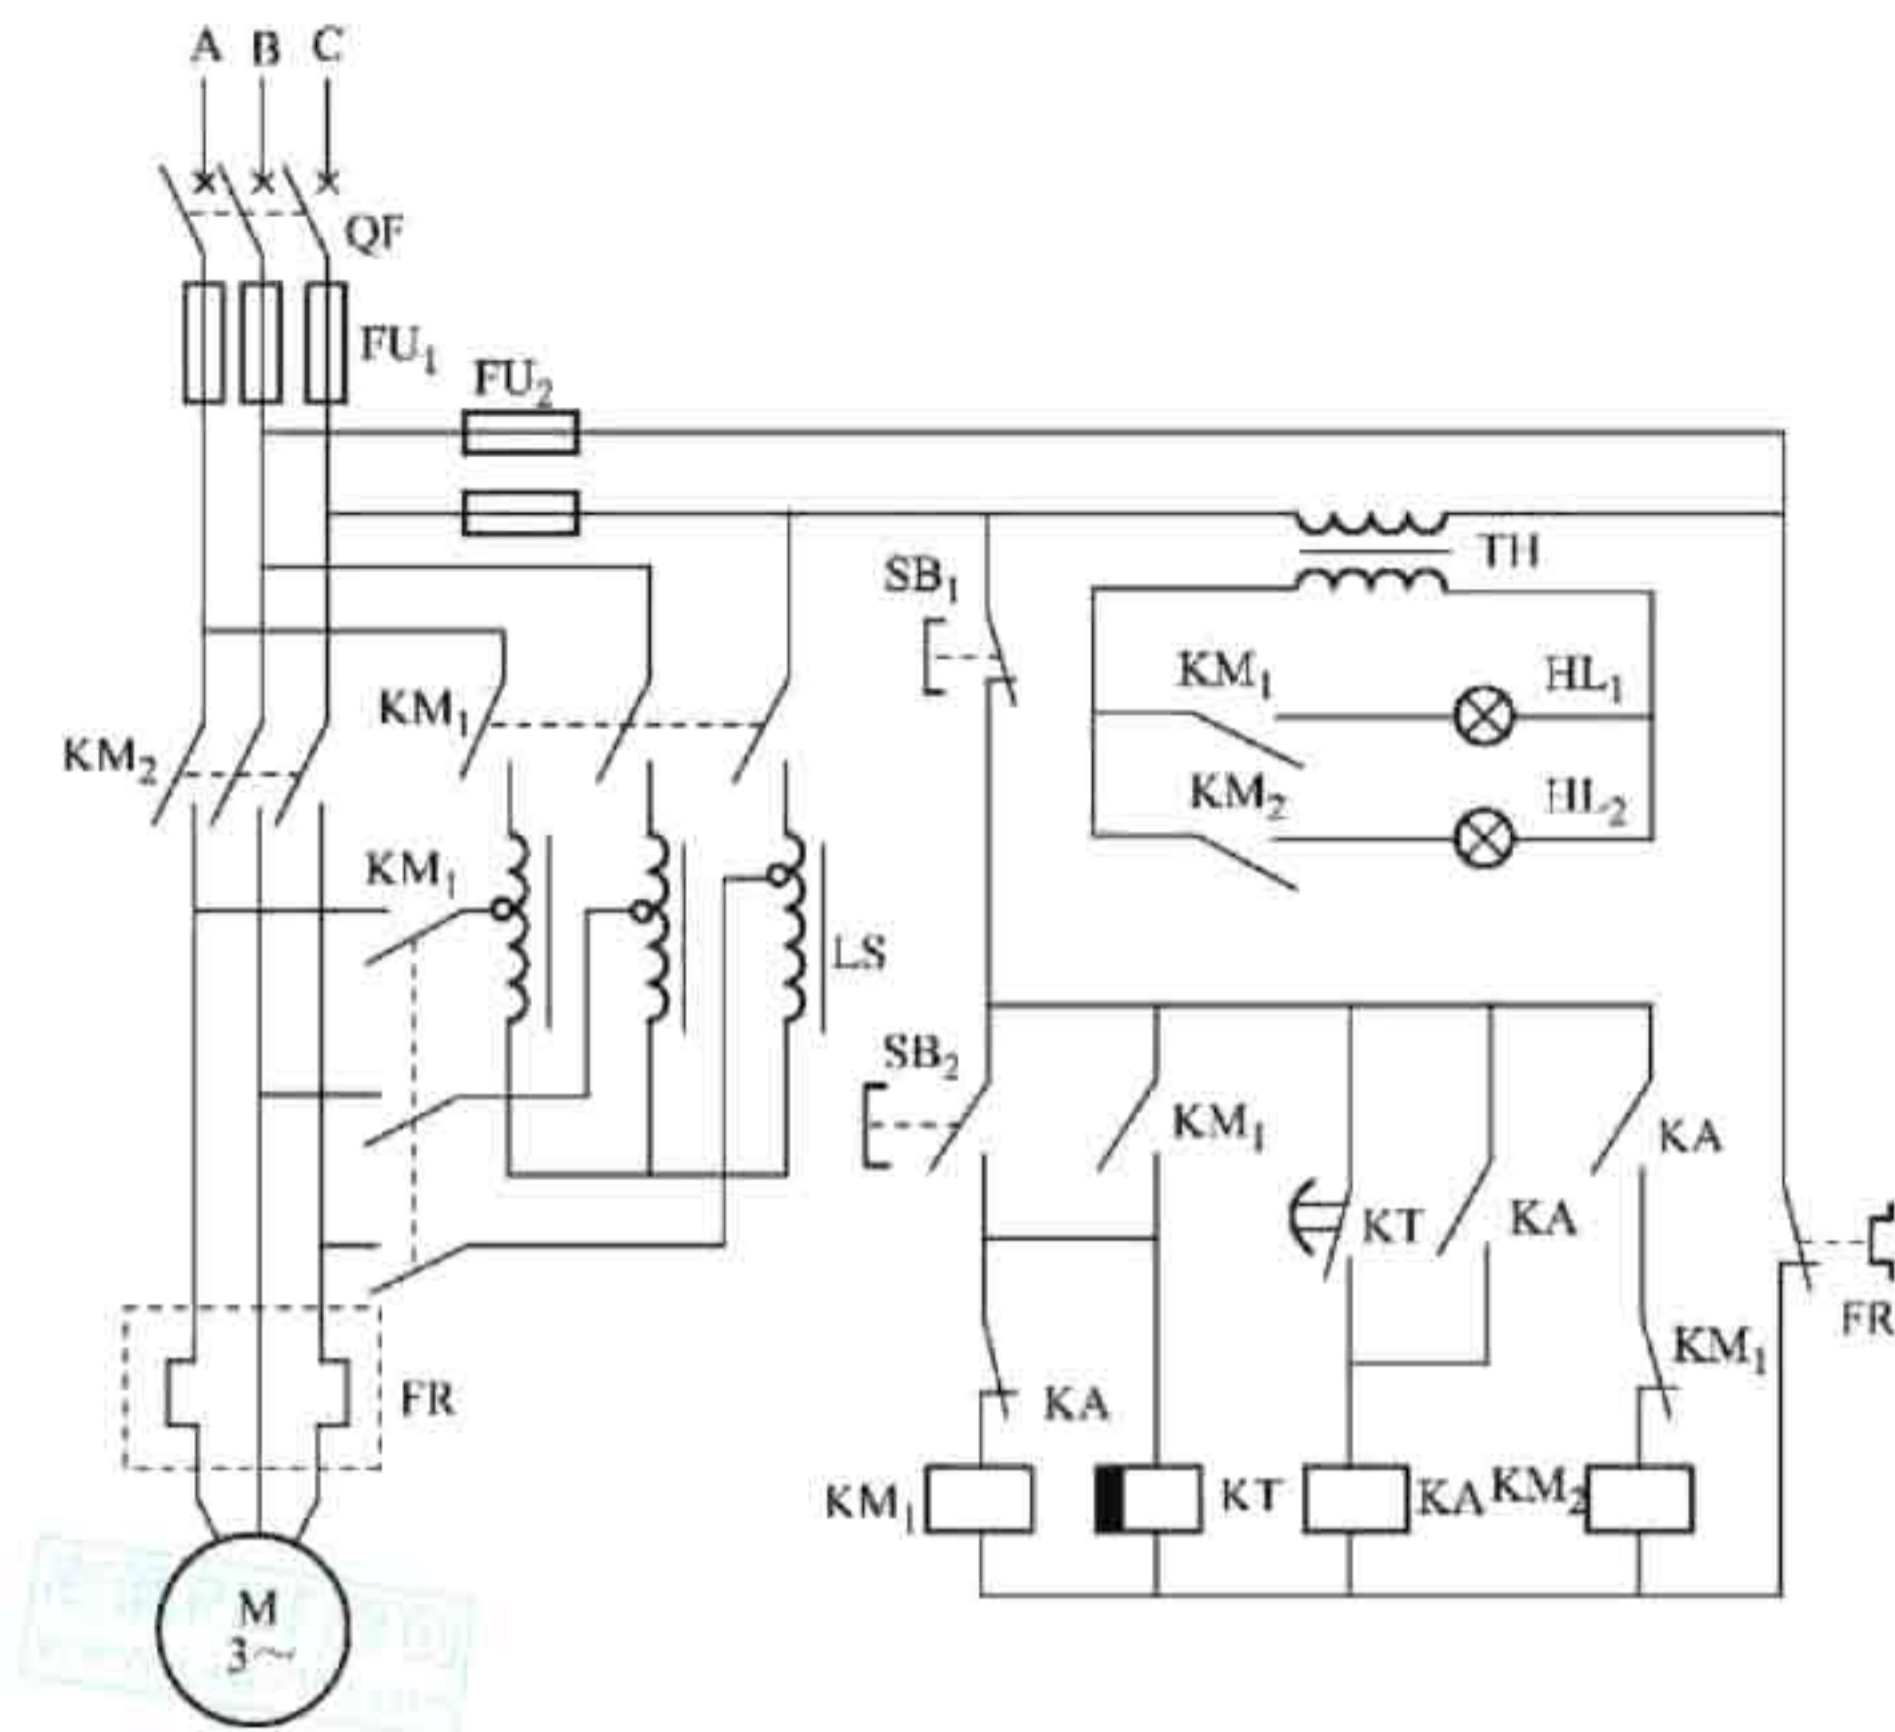 A B C
QF
FU₁
FU₂
TH
SB₁
KM₁ HL₁
KM₁
KM₂
KM₂ HL₂
KM₁
LS
SB₂
KM₁
KA
KT
KA
FR
KM₁
FR
KA
KM₁
KT
KA
KM₂
M
3～